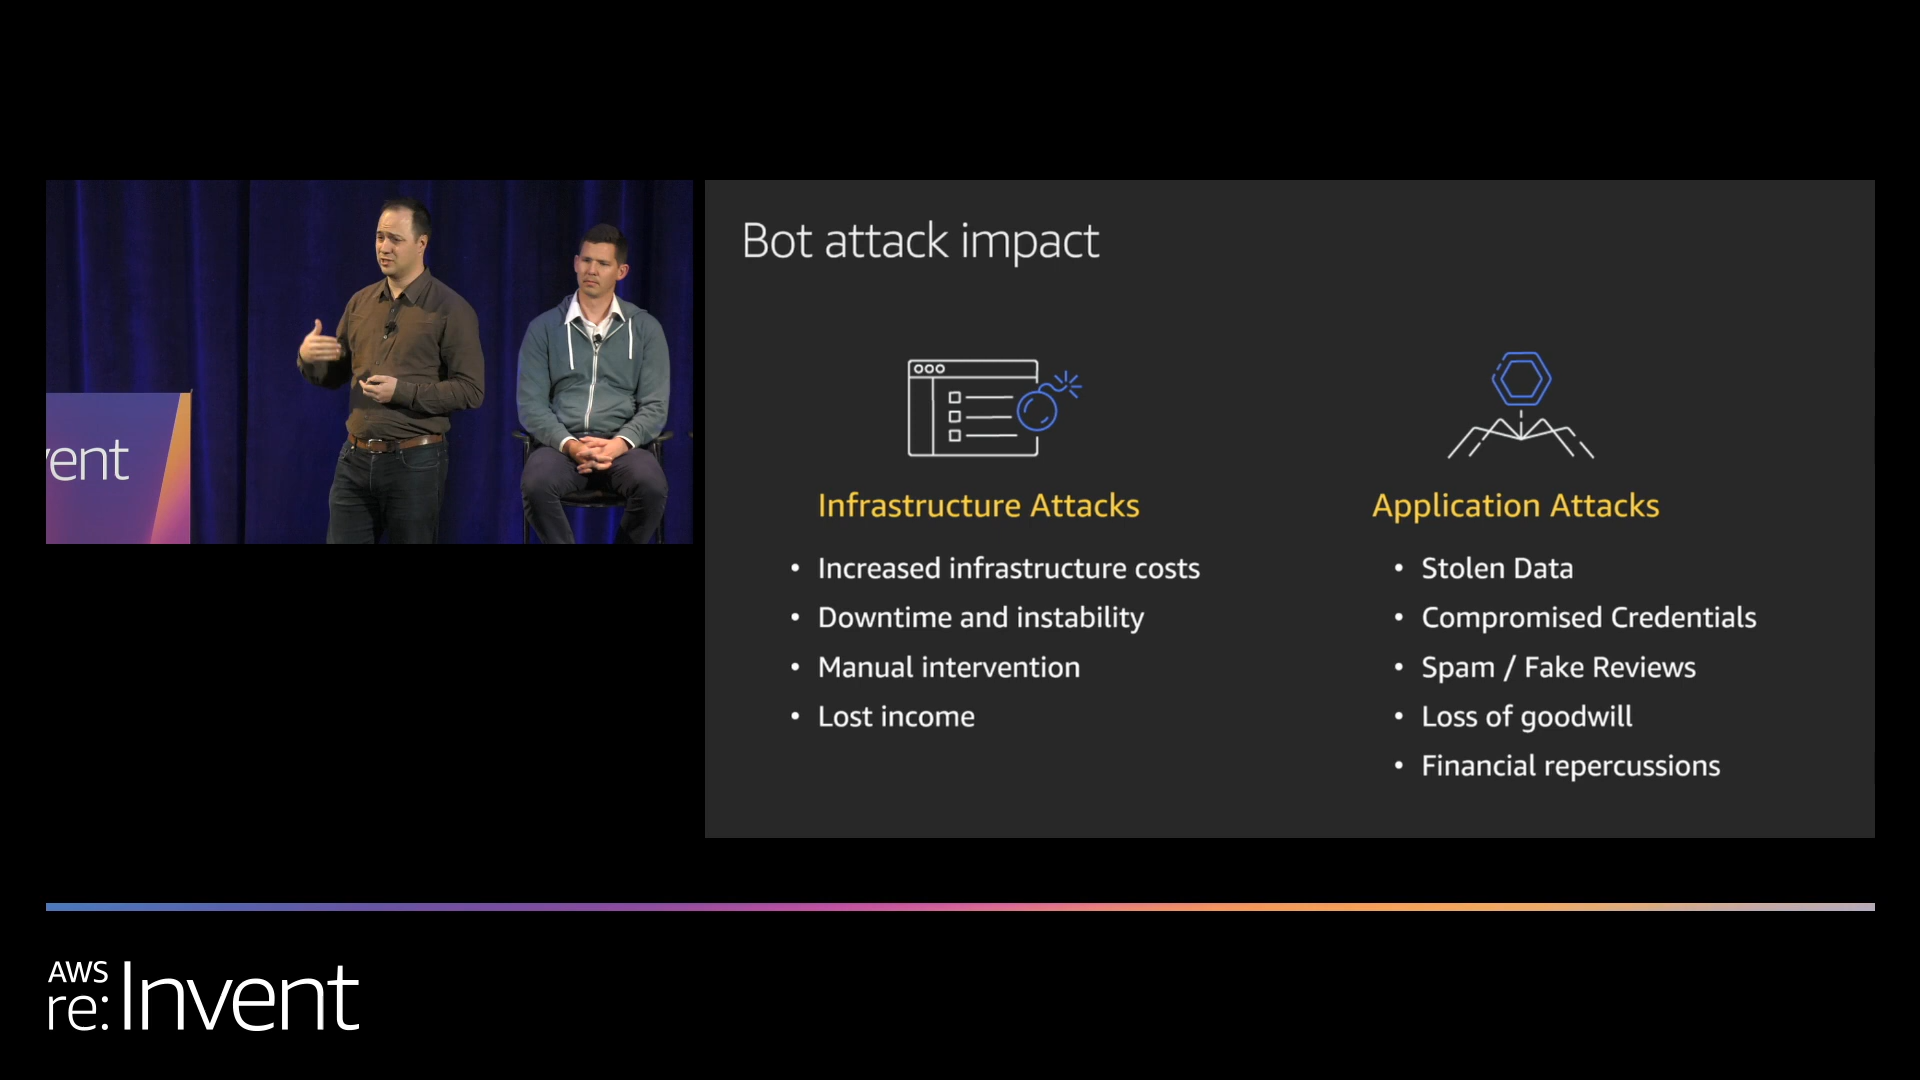 Bot attack impact
Infrastructure Attacks
• Increased infrastructure costs
• Downtime and instability
• Manual intervention
• Lost income
Application Attacks
• Stolen Data
• Compromised Credentials
• Spam / Fake Reviews
• Loss of goodwill
• Financial repercussions
vent
AWS
re:Invent